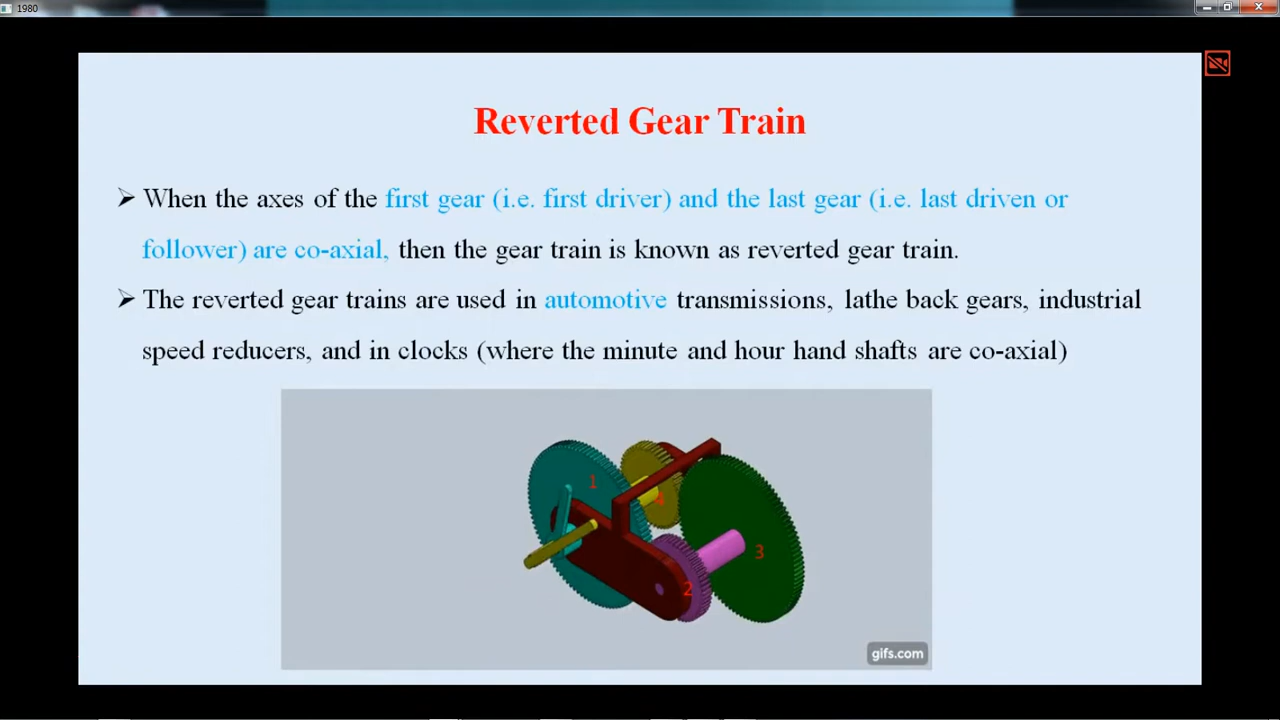 1980
Reverted Gear Train
➢ When the axes of the first gear (i.e. first driver) and the last gear (i.e. last driven or
follower) are co-axial, then the gear train is known as reverted gear train.
➢ The reverted gear trains are used in automotive transmissions, lathe back gears, industrial
speed reducers, and in clocks (where the minute and hour hand shafts are co-axial)
1
4
3
2
gifs.com